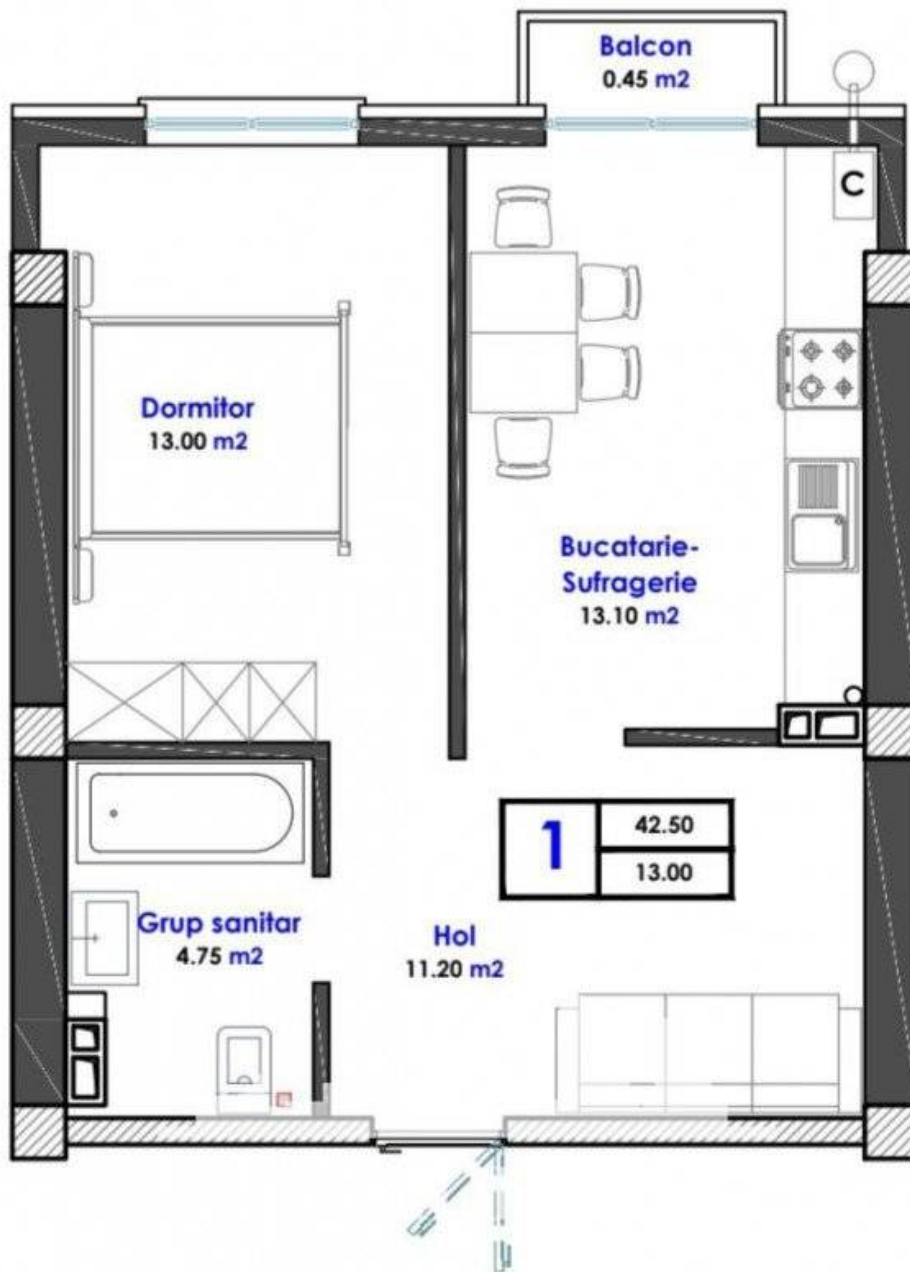 Balcon
0.45 m2
C
Dormitor
13.00 m2
Bucatarie-
Sufragerie
13.10 m2
1
42.50
13.00
Grup sanitar
4.75 m2
Hol
11.20 m2